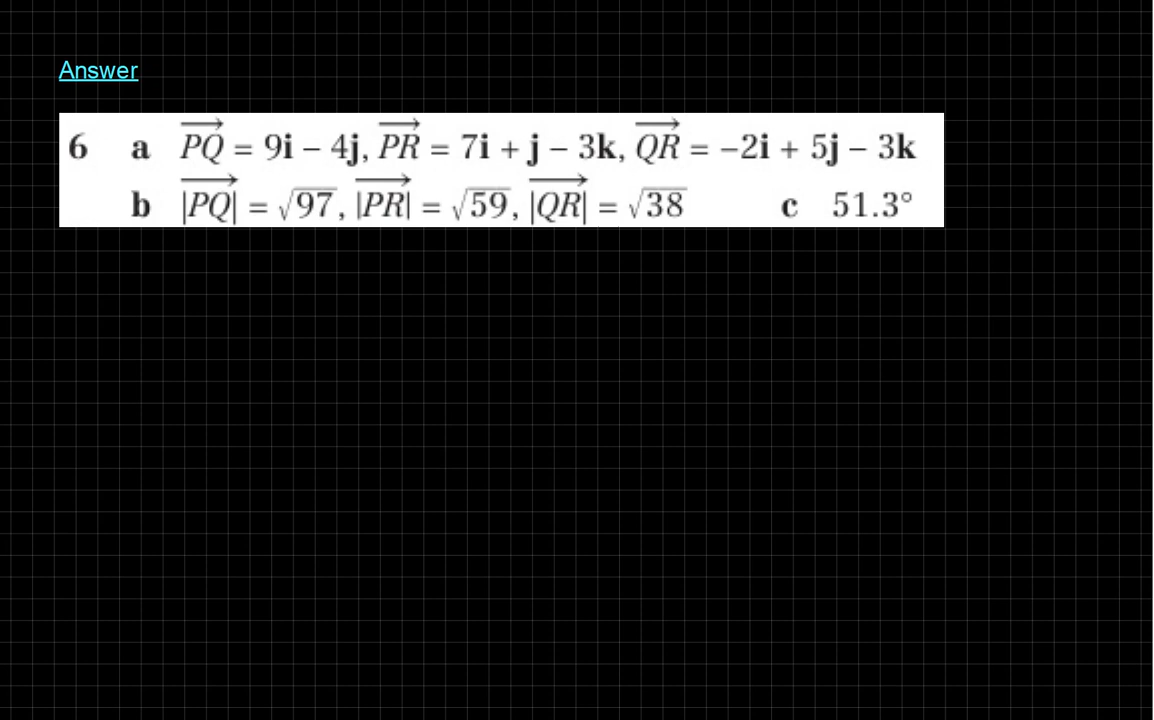 Answer
6 a PQ⃗ = 9i − 4j, PR⃗ = 7i + j − 3k, QR⃗ = −2i + 5j − 3k
b |PQ⃗| = √97, |PR⃗| = √59, |QR⃗| = √38 c 51.3°